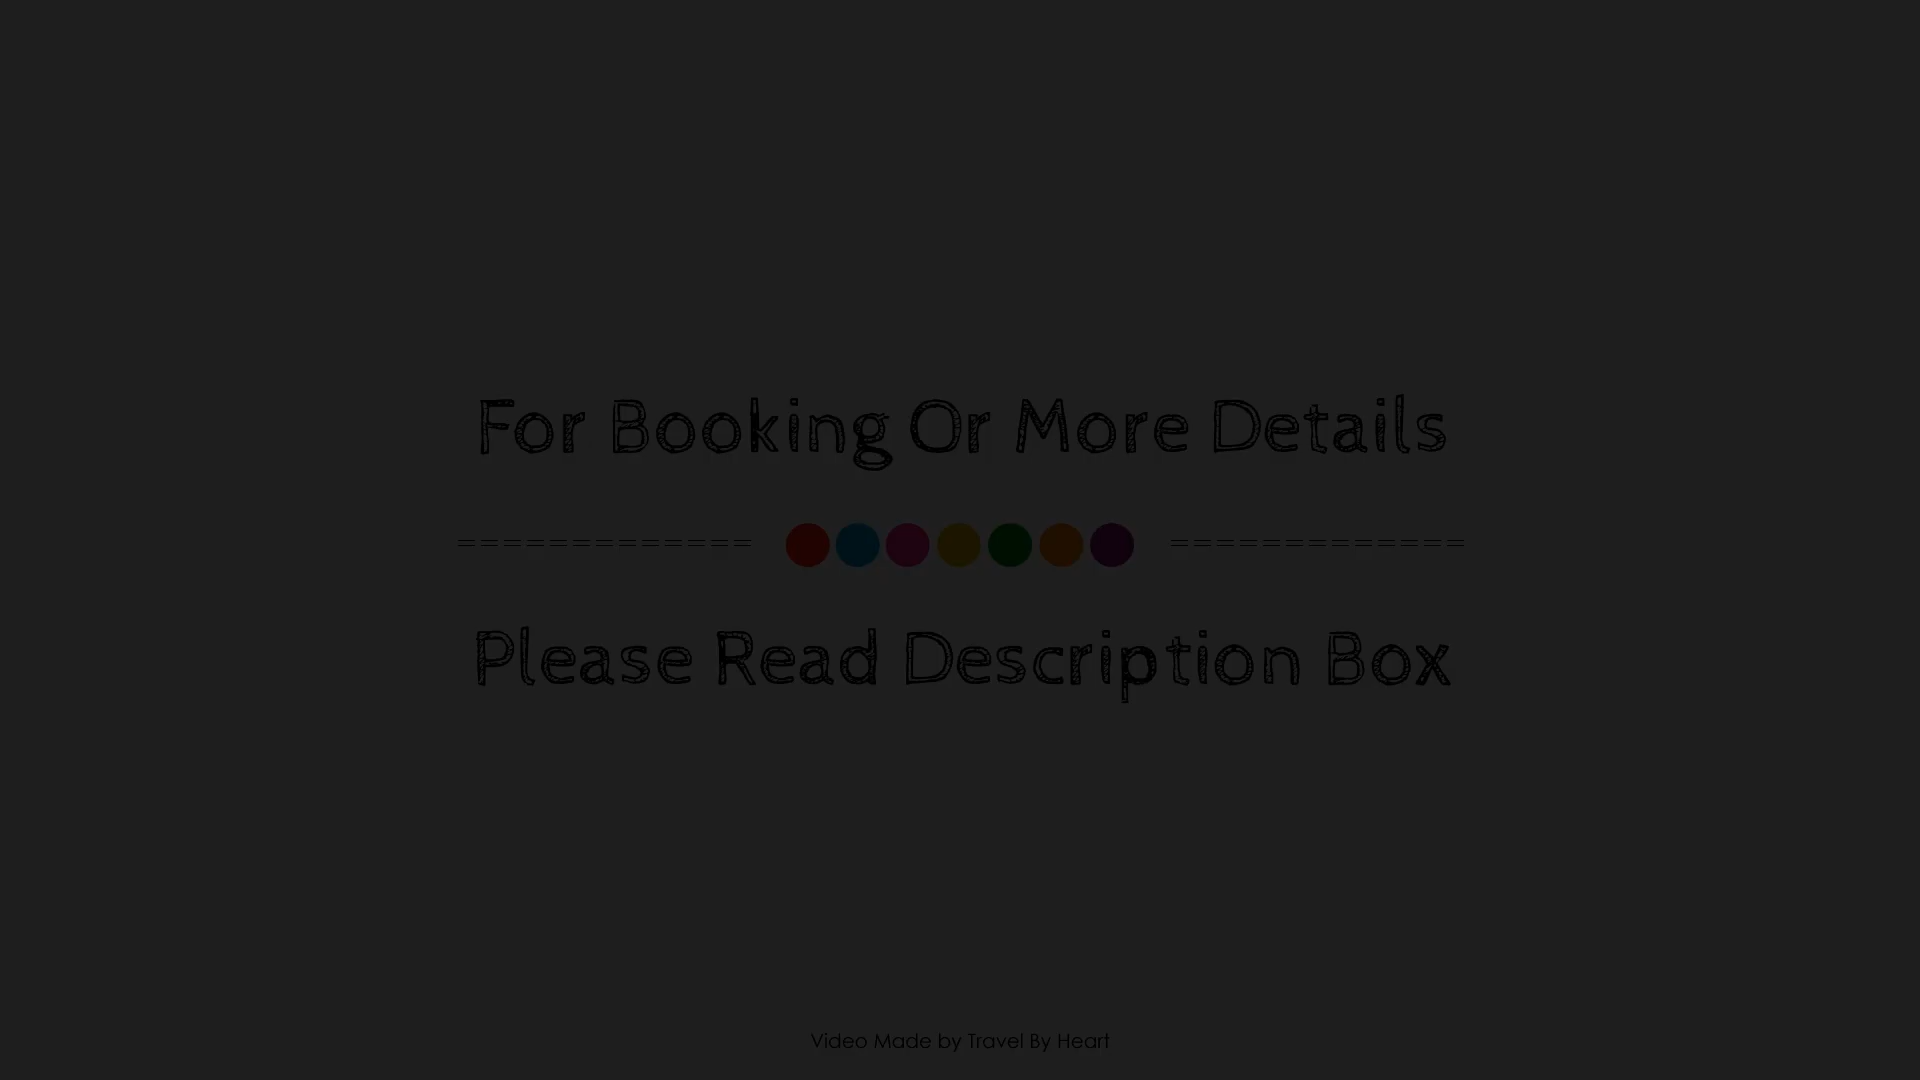 For Booking Or More Details
============= =============
Please Read Description Box
Video Made by Travel By Heart